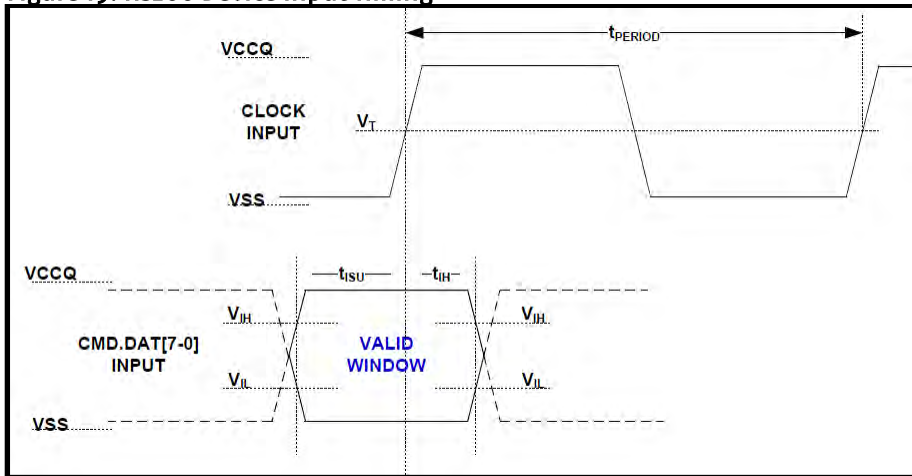 tPERIOD
VCCQ
CLOCK
INPUT
VT
VSS
VCCQ
tISU
tIH
VIH
VIH
CMD.DAT[7-0]
INPUT
VALID
WINDOW
VIL
VIL
VSS